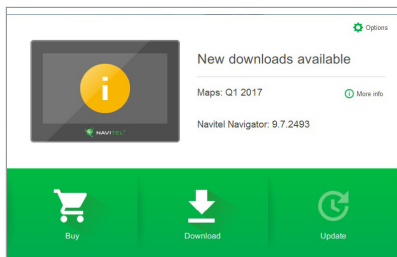 Options
New downloads available
Maps: Q1 2017
More info
Navitel Navigator: 9.7.2493
NAVITEL
Buy
Download
Update